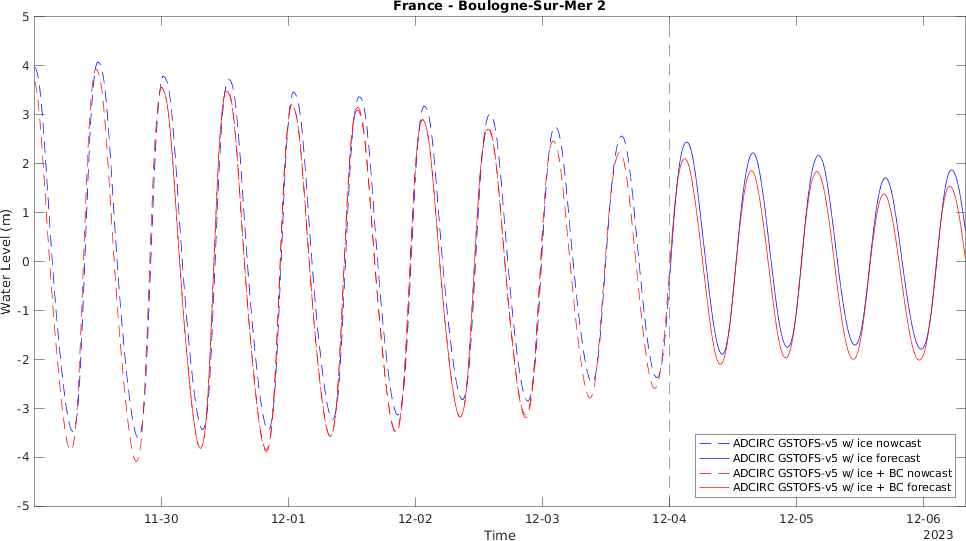 France - Boulogne-Sur-Mer 2
5
4
3
2
1
0
-1
-2
-3
-4
-5
Water Level (m)
ADCIRC GSTOFS-v5 w/ ice nowcast
ADCIRC GSTOFS-v5 w/ ice forecast
ADCIRC GSTOFS-v5 w/ ice + BC nowcast
ADCIRC GSTOFS-v5 w/ ice + BC forecast
11-30 12-01 12-02 12-03 12-04 12-05 12-06
Time
2023